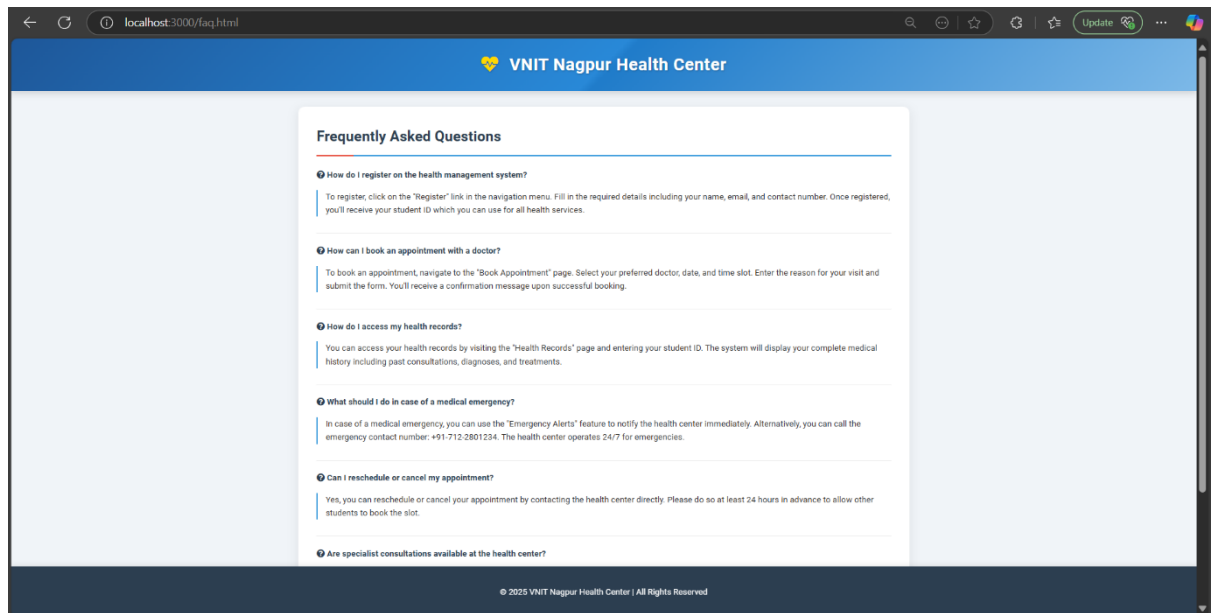 localhost:3000/faq.html
Update
VNIT Nagpur Health Center
Frequently Asked Questions
How do I register on the health management system?
To register, click on the "Register" link in the navigation menu. Fill in the required details including your name, email, and contact number. Once registered,
you'll receive your student ID which you can use for all health services.
How can I book an appointment with a doctor?
To book an appointment, navigate to the "Book Appointment" page. Select your preferred doctor, date, and time slot. Enter the reason for your visit and
submit the form. You'll receive a confirmation message upon successful booking.
How do I access my health records?
You can access your health records by visiting the "Health Records" page and entering your student ID. The system will display your complete medical
history including past consultations, diagnoses, and treatments.
What should I do in case of a medical emergency?
In case of a medical emergency, you can use the "Emergency Alerts" feature to notify the health center immediately. Alternatively, you can call the
emergency contact number: +91-712-2801234. The health center operates 24/7 for emergencies.
Can I reschedule or cancel my appointment?
Yes, you can reschedule or cancel your appointment by contacting the health center directly. Please do so at least 24 hours in advance to allow other
students to book the slot.
Are specialist consultations available at the health center?
© 2025 VNIT Nagpur Health Center | All Rights Reserved